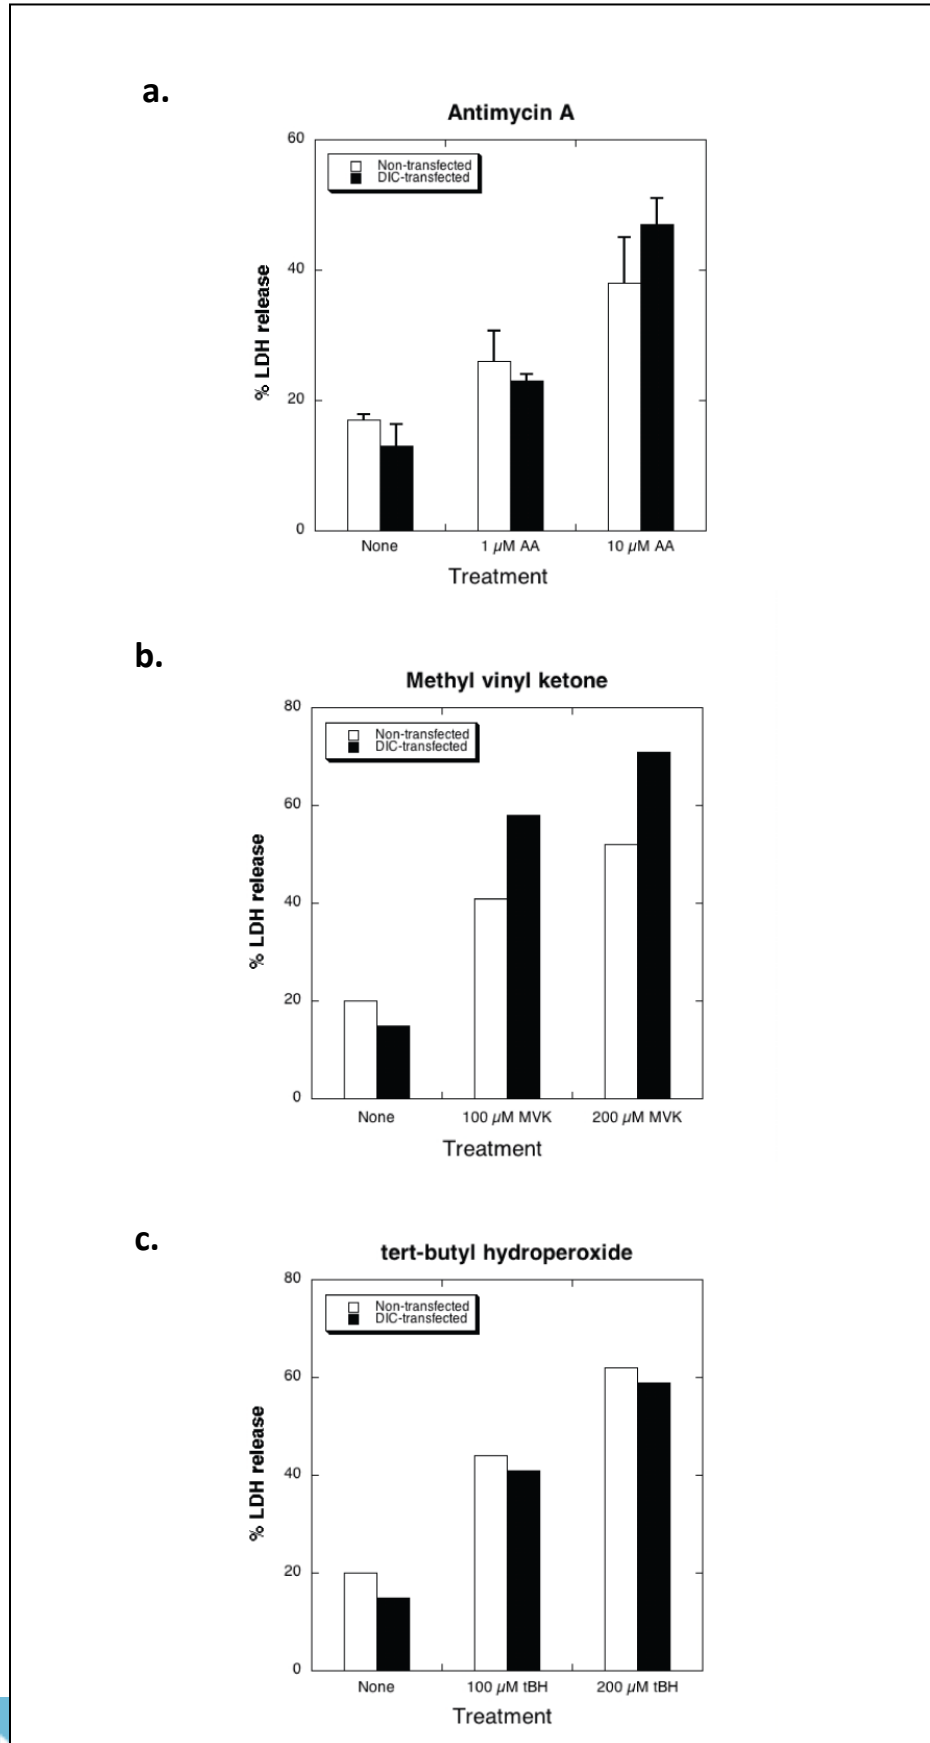 a.
Antimycin A
60
Non-transfected
DIC-transfected
40
% LDH release
20
0
None 1 µM AA 10 µM AA
Treatment
b.
Methyl vinyl ketone
80
Non-transfected
DIC-transfected
60
% LDH release
40
20
0
None 100 µM MVK 200 µM MVK
Treatment
c.
tert-butyl hydroperoxide
80
Non-transfected
DIC-transfected
60
% LDH release
40
20
0
None 100 µM tBH 200 µM tBH
Treatment